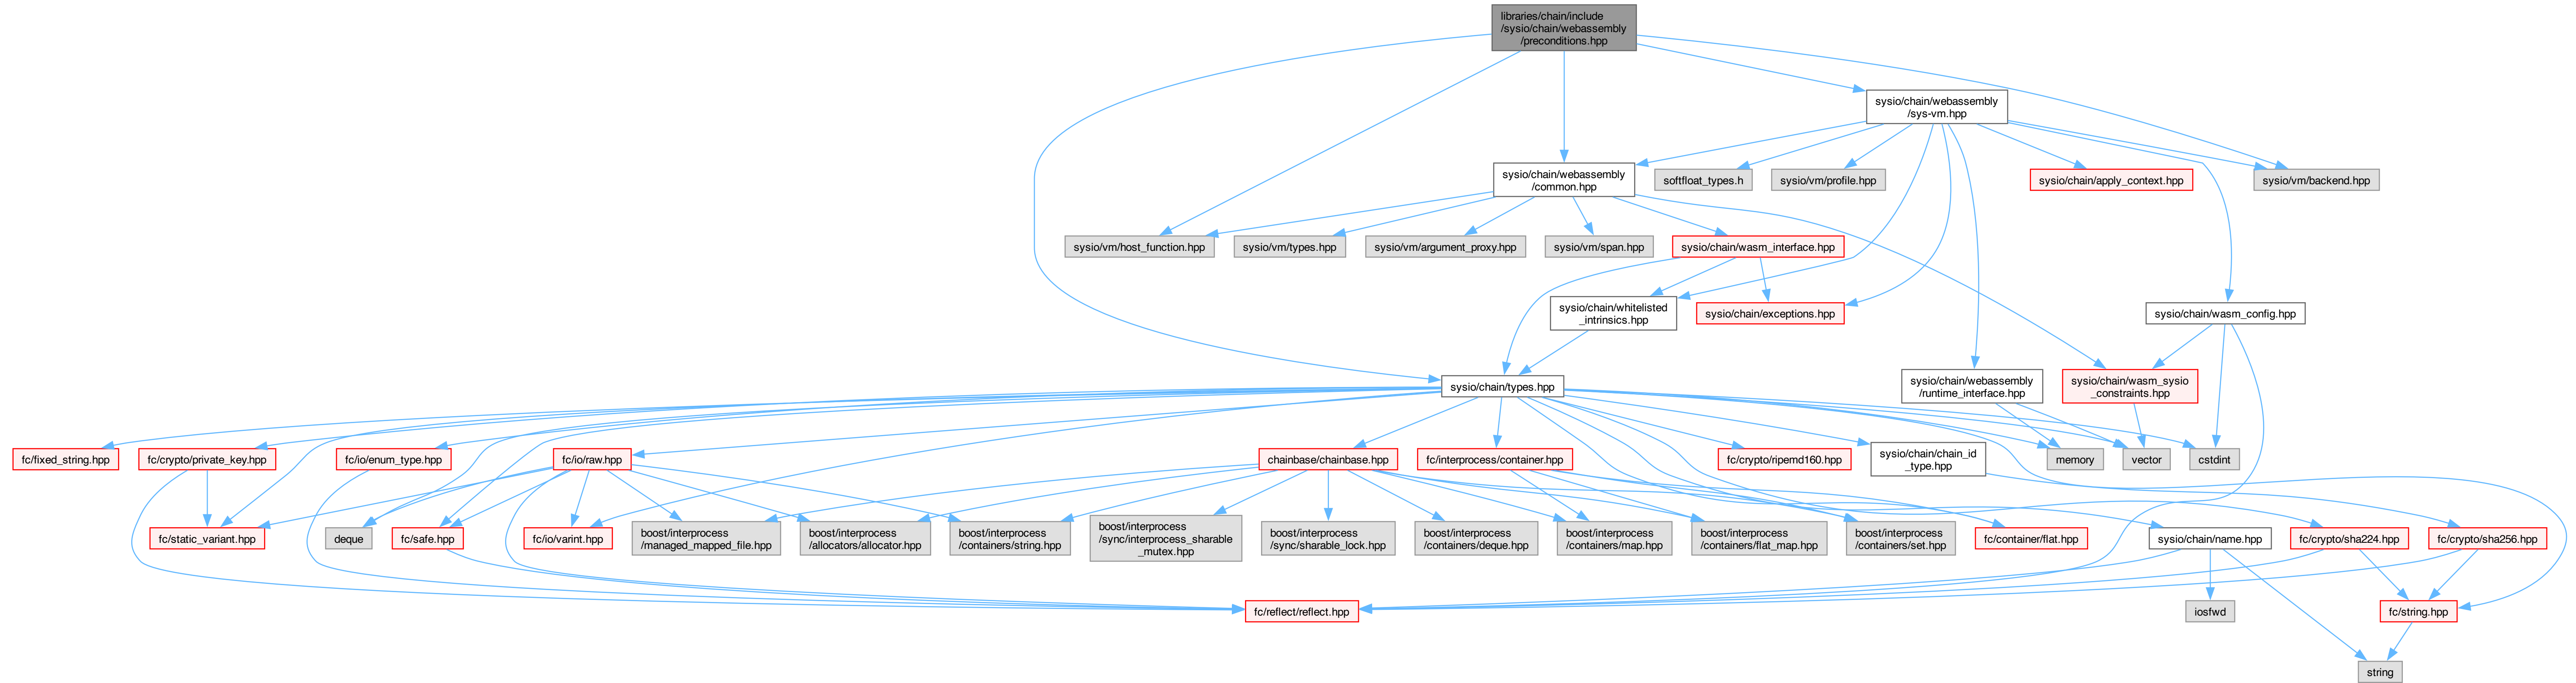 libraries/chain/include
/sysio/chain/webassembly
/preconditions.hpp
sysio/chain/webassembly
/sys-vm.hpp
sysio/chain/webassembly
/common.hpp
softfloat_types.h
sysio/vm/profile.hpp
sysio/chain/apply_context.hpp
sysio/vm/backend.hpp
sysio/vm/host_function.hpp
sysio/vm/types.hpp
sysio/vm/argument_proxy.hpp
sysio/vm/span.hpp
sysio/chain/wasm_interface.hpp
sysio/chain/whitelisted
_intrinsics.hpp
sysio/chain/exceptions.hpp
sysio/chain/wasm_config.hpp
sysio/chain/types.hpp
sysio/chain/webassembly
/runtime_interface.hpp
sysio/chain/wasm_sysio
_constraints.hpp
fc/fixed_string.hpp
fc/crypto/private_key.hpp
fc/io/enum_type.hpp
fc/io/raw.hpp
chainbase/chainbase.hpp
fc/interprocess/container.hpp
fc/crypto/ripemd160.hpp
sysio/chain/chain_id
_type.hpp
memory
vector
cstdint
fc/static_variant.hpp
deque
fc/safe.hpp
fc/io/varint.hpp
boost/interprocess
/managed_mapped_file.hpp
boost/interprocess
/allocators/allocator.hpp
boost/interprocess
/containers/string.hpp
boost/interprocess
/sync/interprocess_sharable
_mutex.hpp
boost/interprocess
/sync/sharable_lock.hpp
boost/interprocess
/containers/deque.hpp
boost/interprocess
/containers/map.hpp
boost/interprocess
/containers/flat_map.hpp
boost/interprocess
/containers/set.hpp
fc/container/flat.hpp
sysio/chain/name.hpp
fc/crypto/sha224.hpp
fc/crypto/sha256.hpp
fc/reflect/reflect.hpp
iosfwd
fc/string.hpp
string